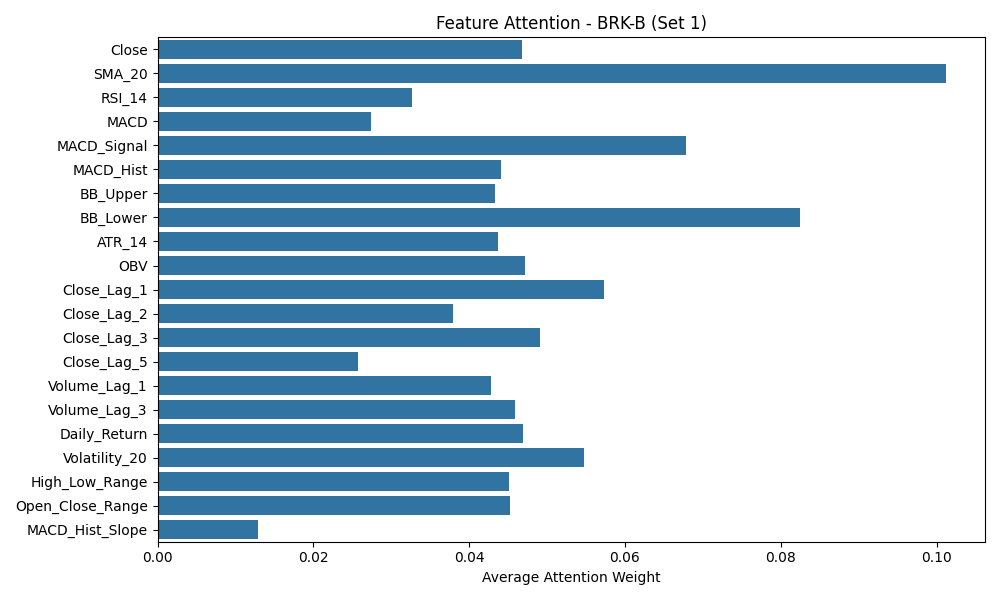 Feature Attention - BRK-B (Set 1)
Close
SMA_20
RSI_14
MACD
MACD_Signal
MACD_Hist
BB_Upper
BB_Lower
ATR_14
OBV
Close_Lag_1
Close_Lag_2
Close_Lag_3
Close_Lag_5
Volume_Lag_1
Volume_Lag_3
Daily_Return
Volatility_20
High_Low_Range
Open_Close_Range
MACD_Hist_Slope
0.00 0.02 0.04 0.06 0.08 0.10
Average Attention Weight